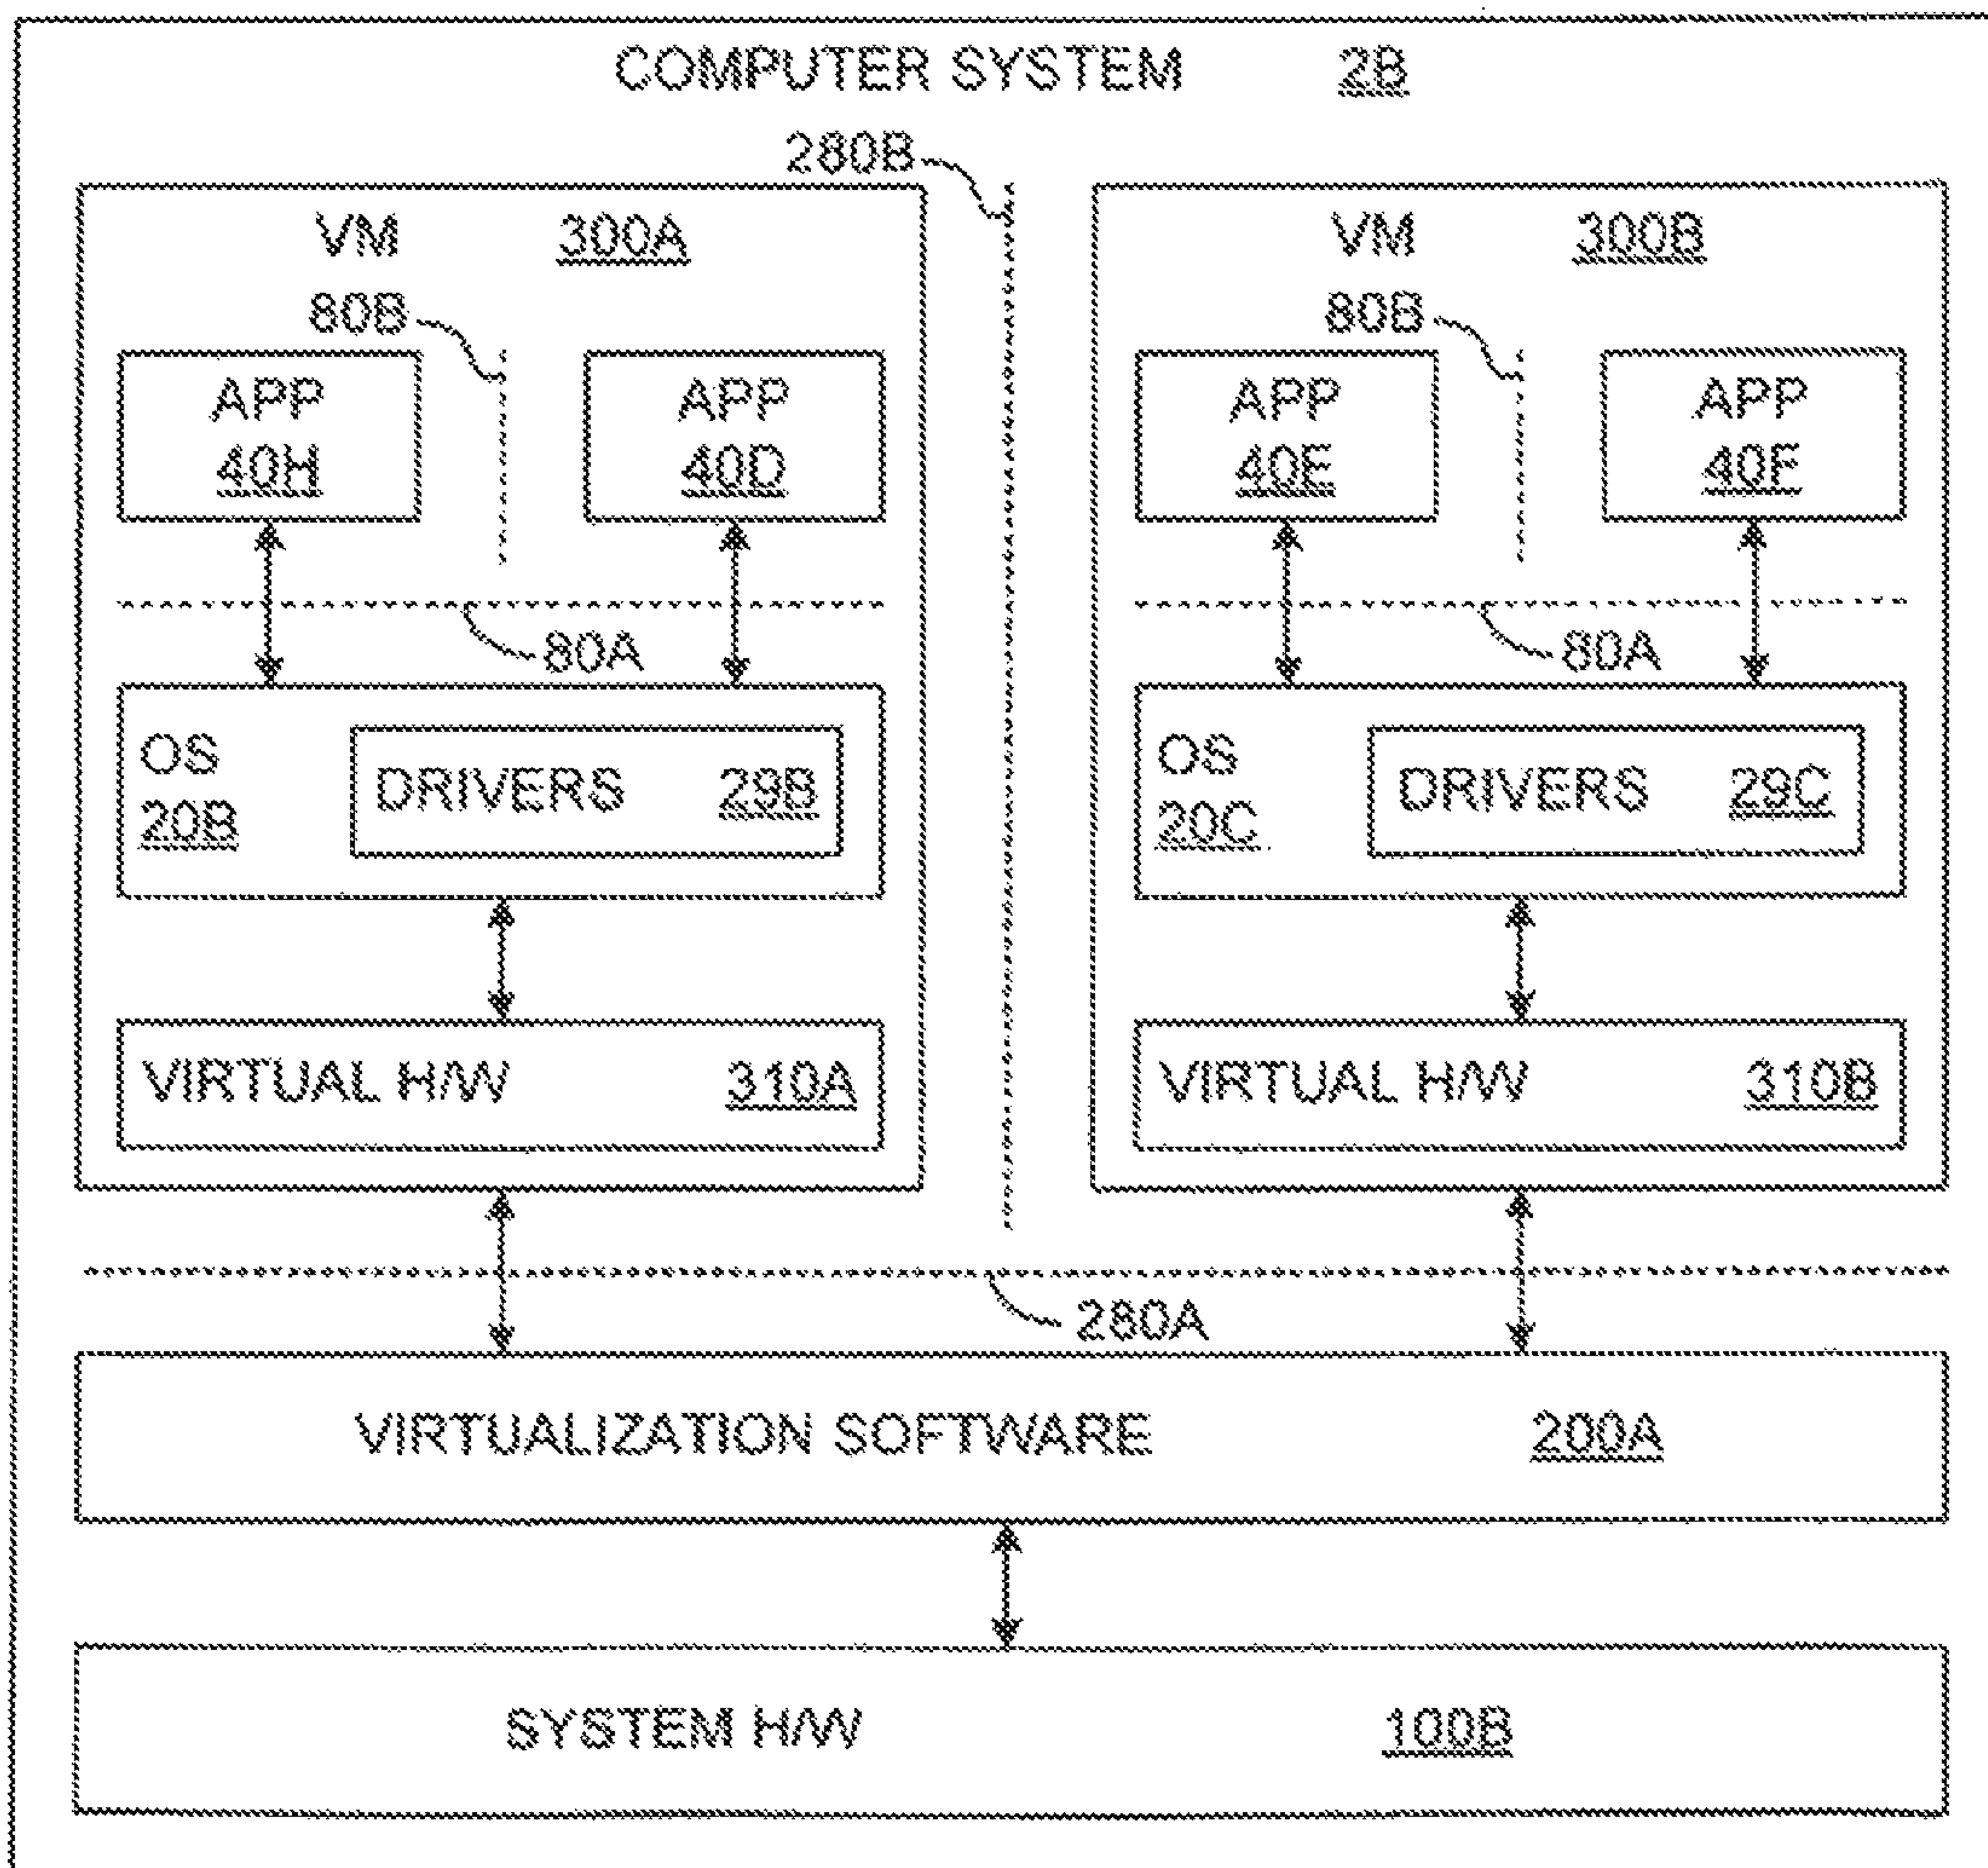 COMPUTER SYSTEM 2B
280B
VM 300A
80B
APP
40H
APP
40D
80A
OS
20B
DRIVERS 29B
VIRTUAL H/W 310A
VM 300B
80B
APP
40E
APP
40F
80A
OS
20C
DRIVERS 29C
VIRTUAL H/W 310B
280A
VIRTUALIZATION SOFTWARE 200A
SYSTEM H/W 100B